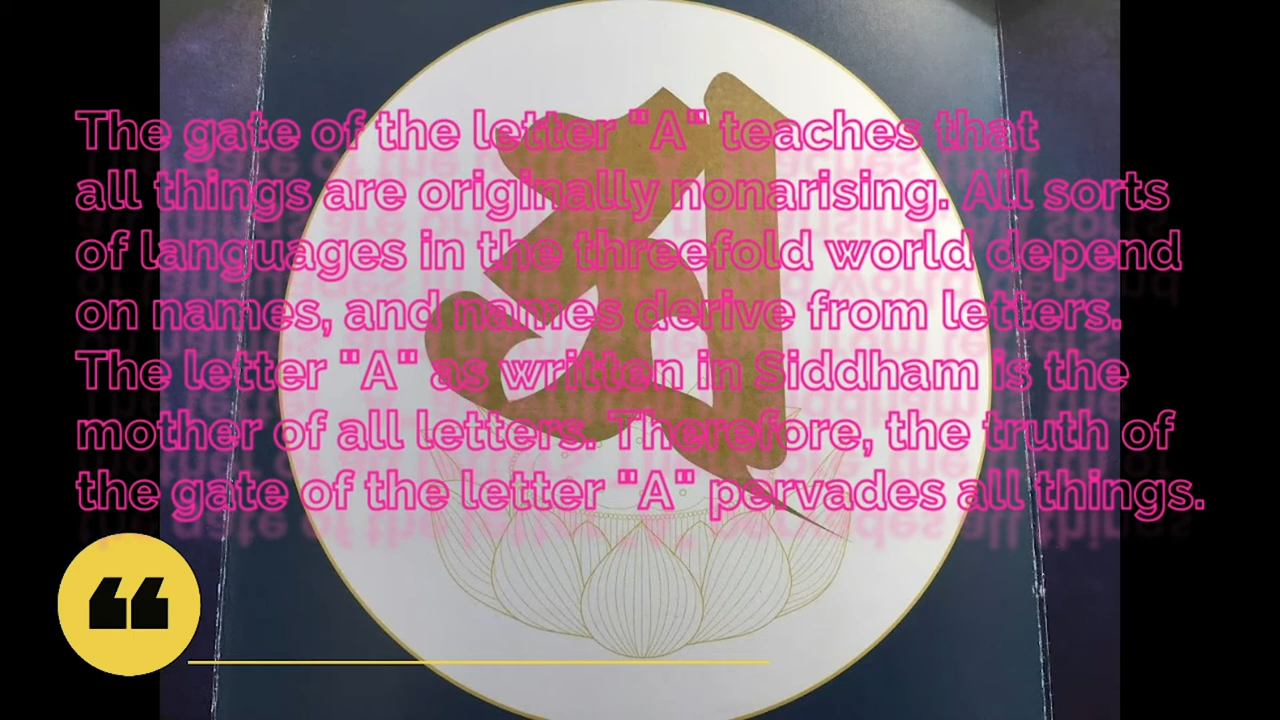 The gate of the letter "A" teaches that
all things are originally nonarising. All sorts
of languages in the threefold world depend
on names, and names derive from letters.
The letter "A" as written in Siddham is the
mother of all letters. Therefore, the truth of
the gate of the letter "A" pervades all things.
𑖀